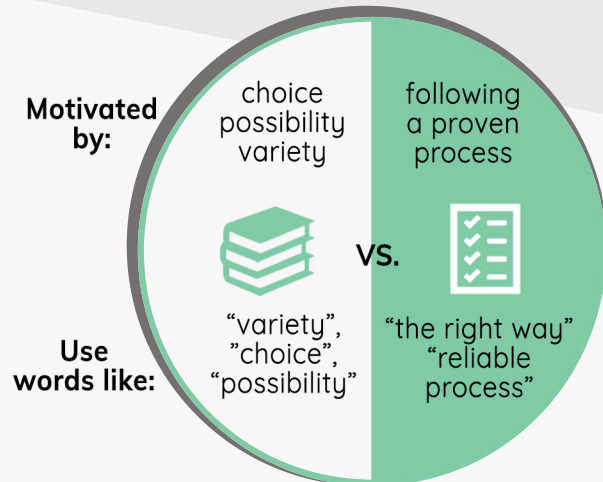 Motivated
by:
choice
possibility
variety
following
a proven
process
vs.
Use
words like:
“variety”,
”choice”,
“possibility”
“the right way”
“reliable
process”